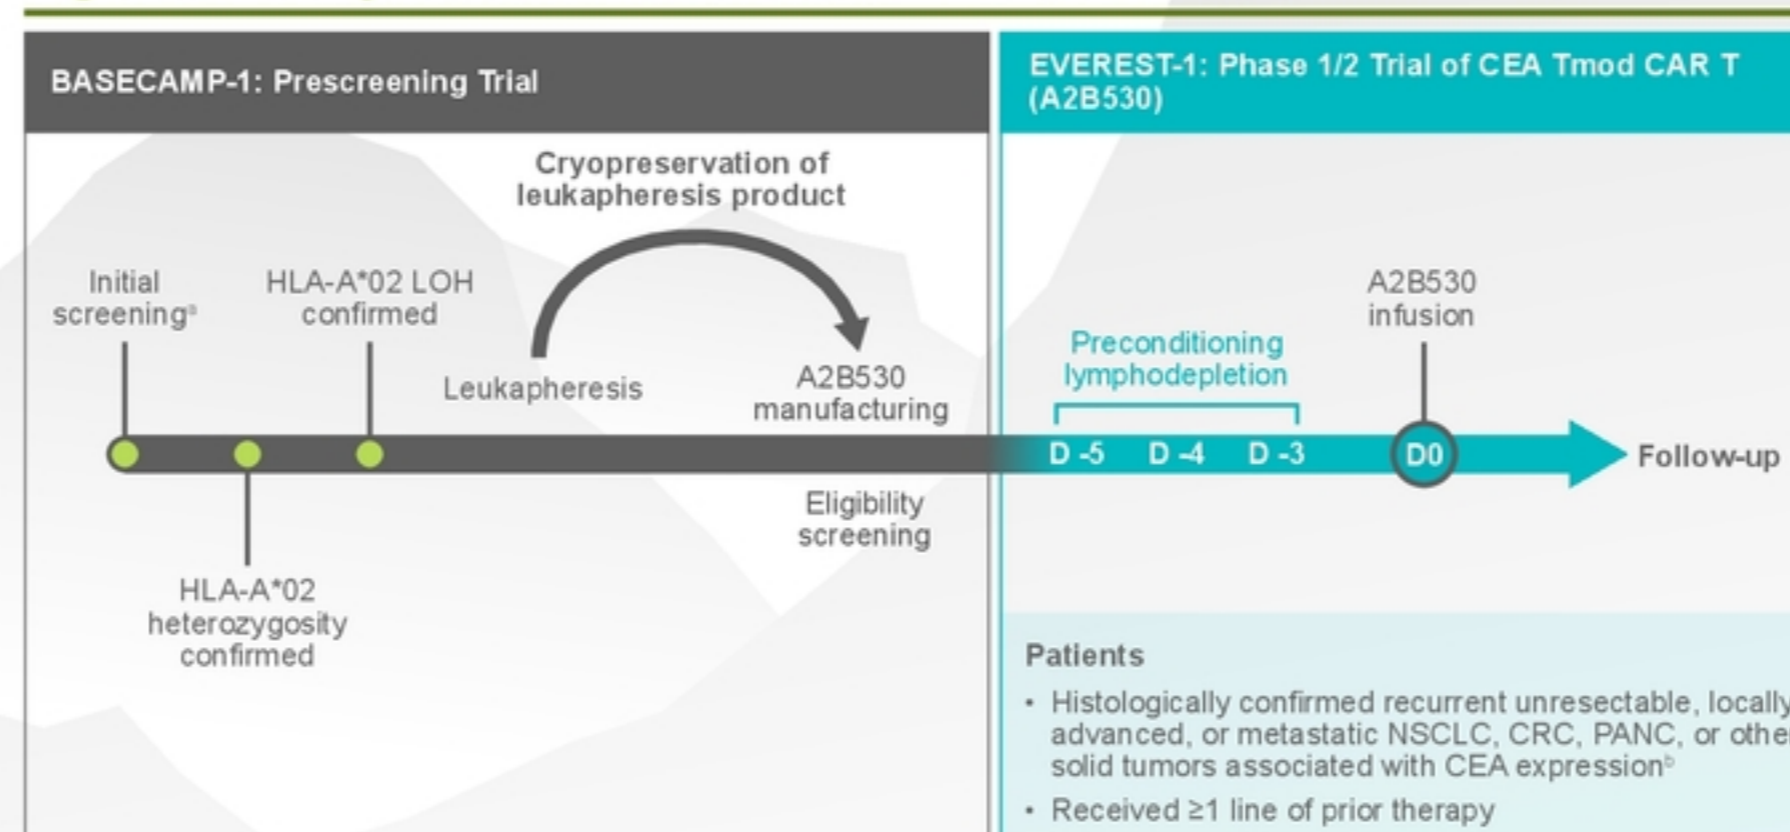 BASECAMP-1: Prescreening Trial
Cryopreservation of
leukapheresis product
Initial
screeningᵃ
HLA-A*02 LOH
confirmed
Leukapheresis
A2B530
manufacturing
Eligibility
screening
HLA-A*02
heterozygosity
confirmed
EVEREST-1: Phase 1/2 Trial of CEA Tmod CAR T
(A2B530)
A2B530
infusion
Preconditioning
lymphodepletion
D -5 D -4 D -3 D0
Follow-up
Patients
• Histologically confirmed recurrent unresectable, locally
advanced, or metastatic NSCLC, CRC, PANC, or othe
solid tumors associated with CEA expressionᵇ
• Received ≥1 line of prior therapy